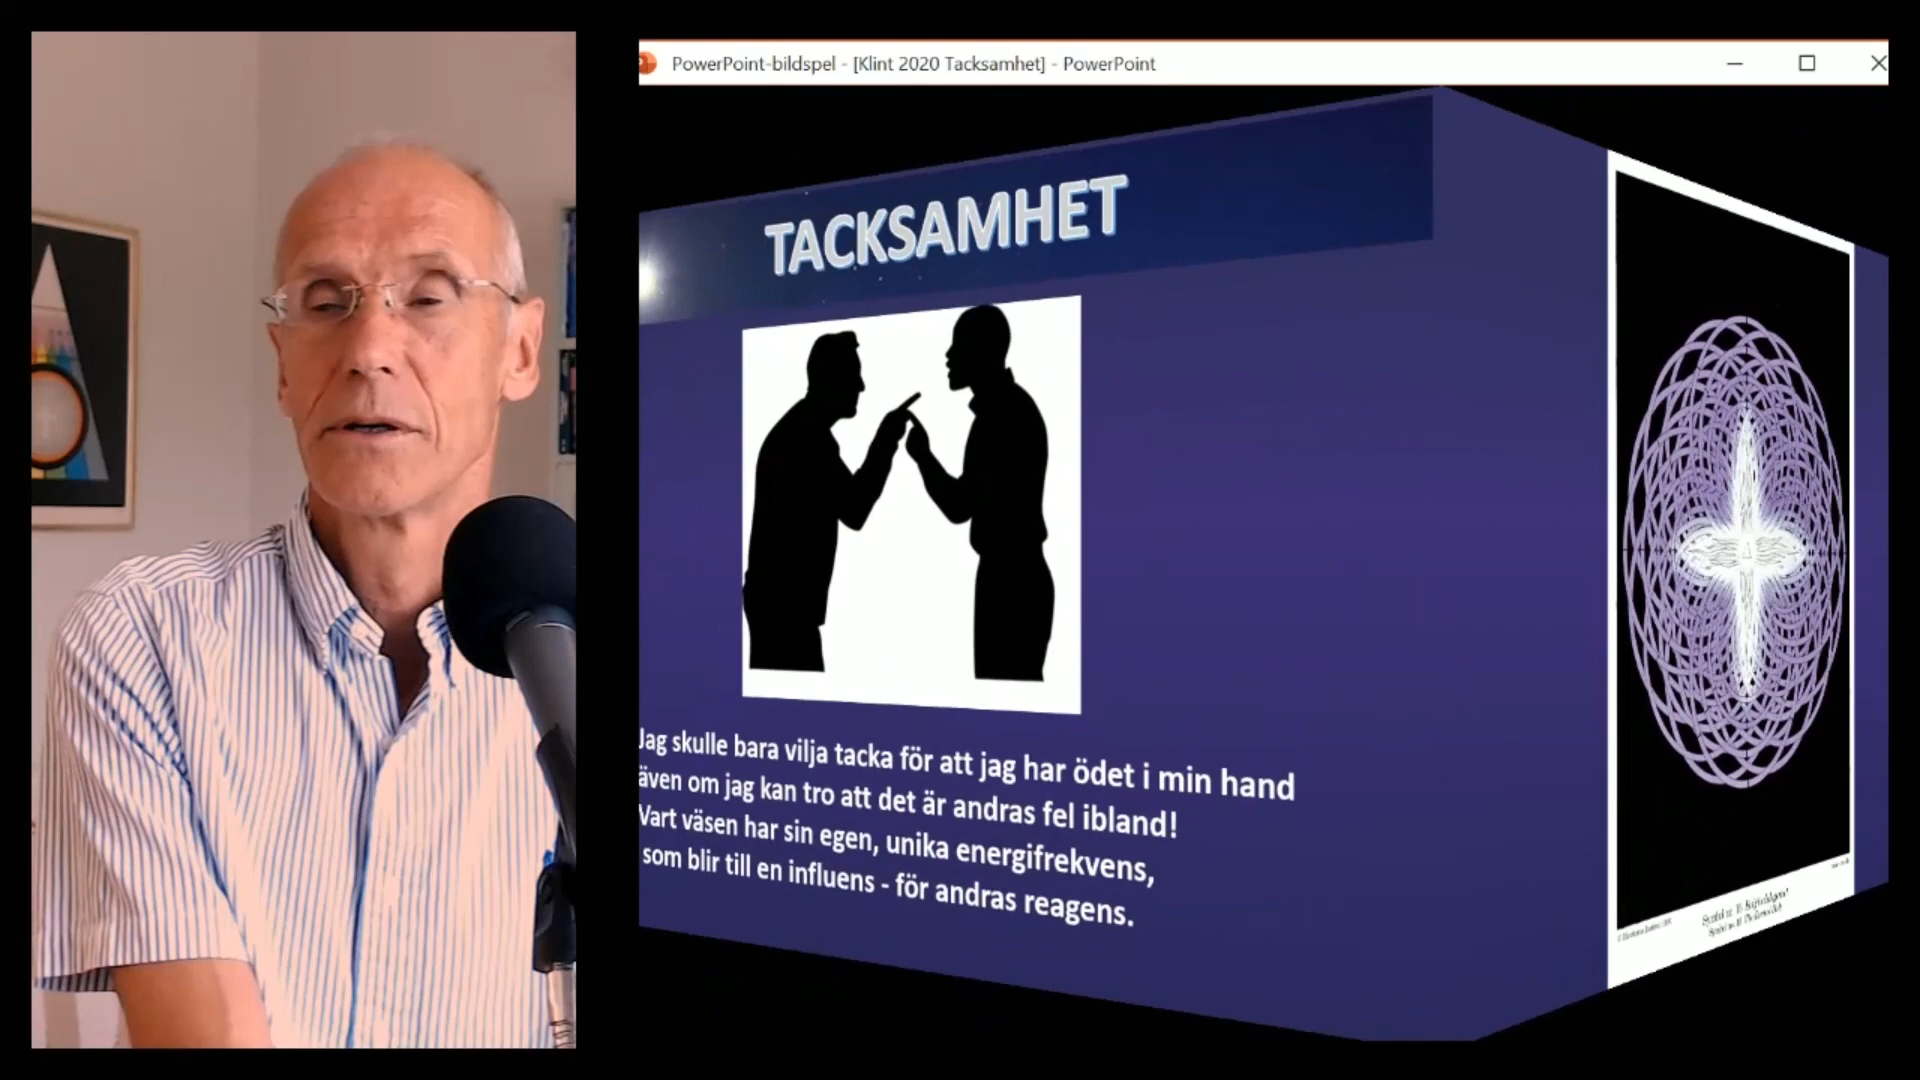 PowerPoint-bildspel - [Klint 2020 Tacksamhet] - PowerPoint
TACKSAMHET
Jag skulle bara vilja tacka för att jag har ödet i min hand
även om jag kan tro att det är andras fel ibland!
Vart väsen har sin egen, unika energifrekvens,
som blir till en influens - för andras reagens.